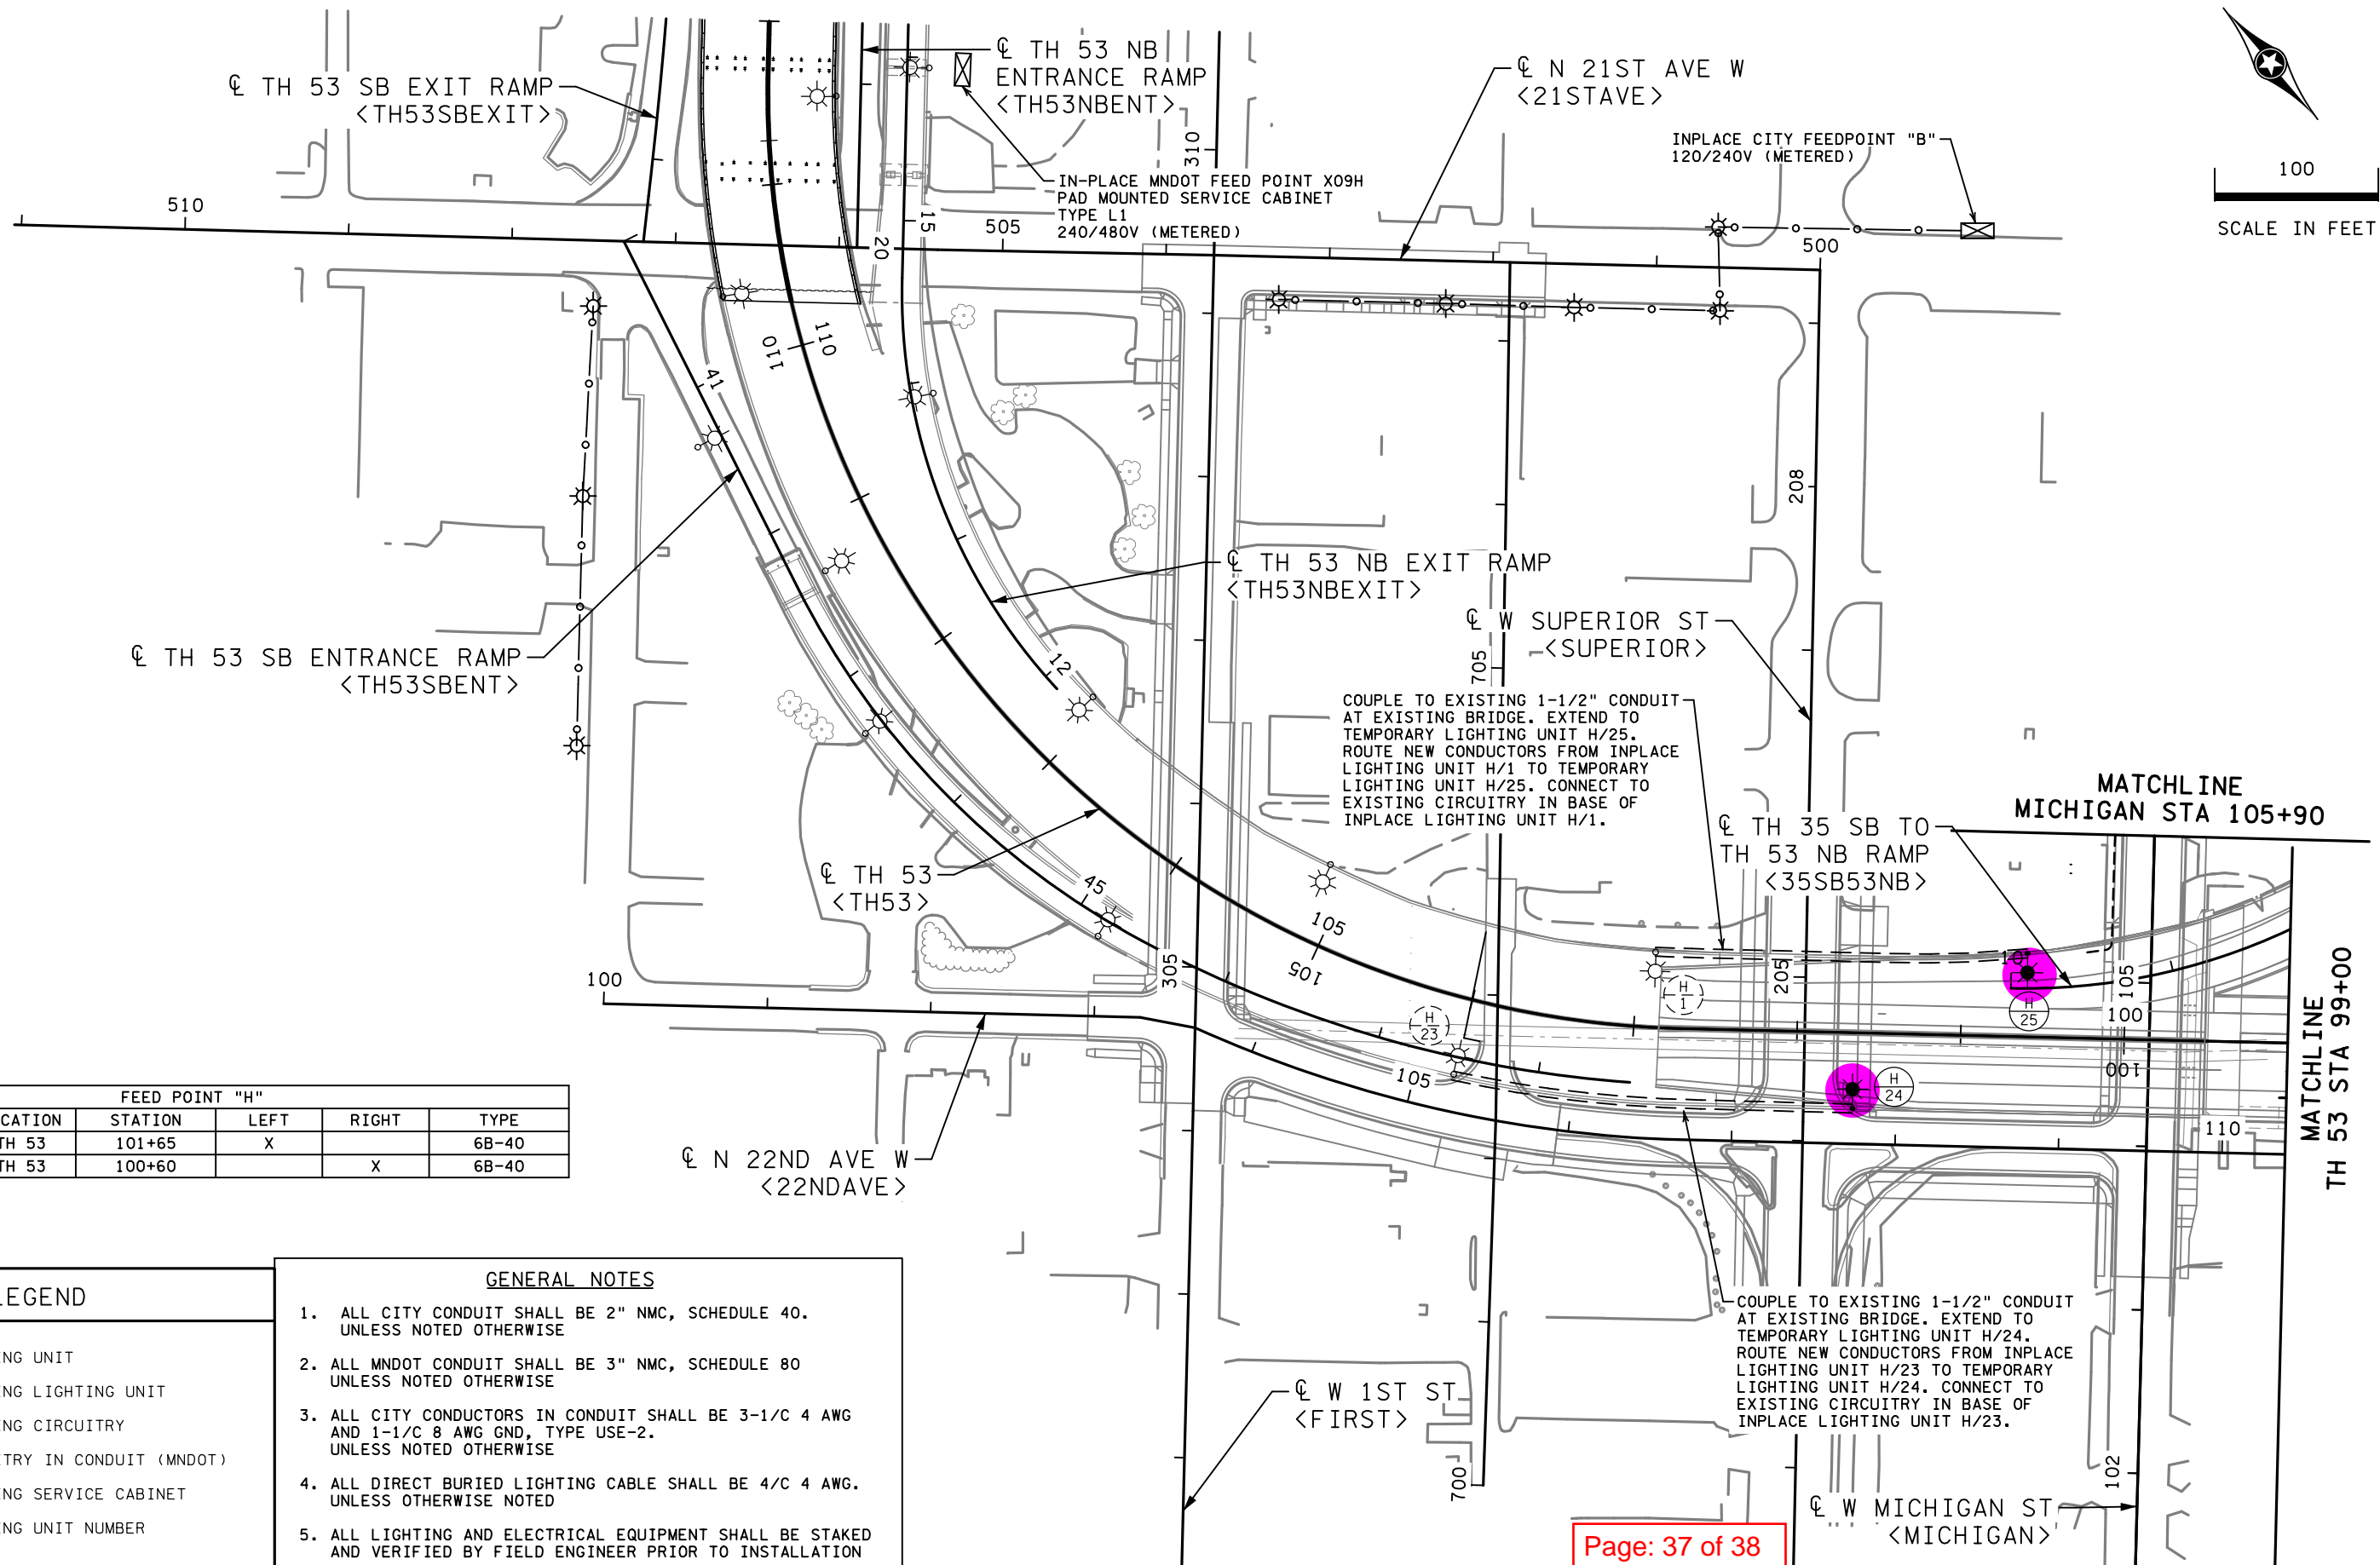 ℄ TH 53 SB EXIT RAMP
<TH53SBEXIT>
℄ TH 53 NB
ENTRANCE RAMP
<TH53NBENT>
℄ N 21ST AVE W
<21STAVE>
INPLACE CITY FEEDPOINT "B"
120/240V (METERED)
100
SCALE IN FEET
IN-PLACE MNDOT FEED POINT X09H
PAD MOUNTED SERVICE CABINET
TYPE L1
240/480V (METERED)
510
505
500
310
15
20
110
110
41
208
℄ TH 53 NB EXIT RAMP
<TH53NBEXIT>
℄ W SUPERIOR ST
<SUPERIOR>
℄ TH 53 SB ENTRANCE RAMP
<TH53SBENT>
12
705
COUPLE TO EXISTING 1-1/2" CONDUIT
AT EXISTING BRIDGE. EXTEND TO
TEMPORARY LIGHTING UNIT H/25.
ROUTE NEW CONDUCTORS FROM INPLACE
LIGHTING UNIT H/1 TO TEMPORARY
LIGHTING UNIT H/25. CONNECT TO
EXISTING CIRCUITRY IN BASE OF
INPLACE LIGHTING UNIT H/1.
MATCHLINE
MICHIGAN STA 105+90
℄ TH 35 SB TO
TH 53 NB RAMP
<35SB53NB>
℄ TH 53
<TH53>
45
105
105
305
100
205
H
1
H
23
H
25
H
24
105
105
100
100
110
MATCHLINE
TH 53 STA 99+00
FEED POINT "H"
CATION STATION LEFT RIGHT TYPE
TH 53 101+65 X 6B-40
TH 53 100+60 X 6B-40
℄ N 22ND AVE W
<22NDAVE>
LEGEND
NG UNIT
NG LIGHTING UNIT
NG CIRCUITRY
TRY IN CONDUIT (MNDOT)
NG SERVICE CABINET
NG UNIT NUMBER
GENERAL NOTES
1. ALL CITY CONDUIT SHALL BE 2" NMC, SCHEDULE 40.
UNLESS NOTED OTHERWISE
2. ALL MNDOT CONDUIT SHALL BE 3" NMC, SCHEDULE 80
UNLESS NOTED OTHERWISE
3. ALL CITY CONDUCTORS IN CONDUIT SHALL BE 3-1/C 4 AWG
AND 1-1/C 8 AWG GND, TYPE USE-2.
UNLESS NOTED OTHERWISE
4. ALL DIRECT BURIED LIGHTING CABLE SHALL BE 4/C 4 AWG.
UNLESS OTHERWISE NOTED
5. ALL LIGHTING AND ELECTRICAL EQUIPMENT SHALL BE STAKED
AND VERIFIED BY FIELD ENGINEER PRIOR TO INSTALLATION
COUPLE TO EXISTING 1-1/2" CONDUIT
AT EXISTING BRIDGE. EXTEND TO
TEMPORARY LIGHTING UNIT H/24.
ROUTE NEW CONDUCTORS FROM INPLACE
LIGHTING UNIT H/23 TO TEMPORARY
LIGHTING UNIT H/24. CONNECT TO
EXISTING CIRCUITRY IN BASE OF
INPLACE LIGHTING UNIT H/23.
℄ W 1ST ST
<FIRST>
700
102
℄ W MICHIGAN ST
<MICHIGAN>
Page: 37 of 38